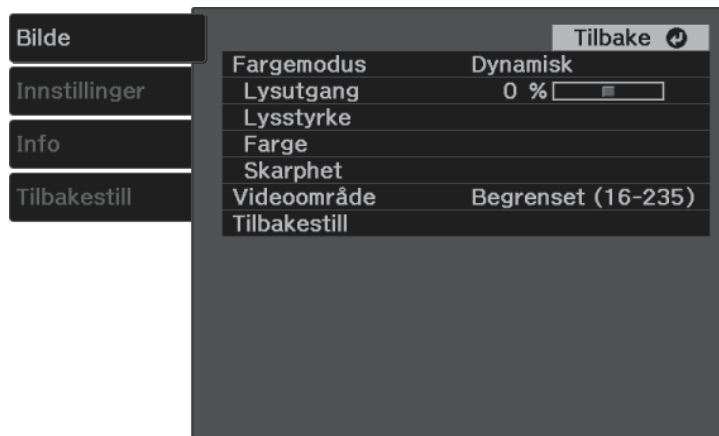 Bilde
Innstillinger
Info
Tilbakestill
Tilbake
Fargemodus Dynamisk
Lysutgang 0 %
Lysstyrke
Farge
Skarphet
Videoområde Begrenset (16-235)
Tilbakestill